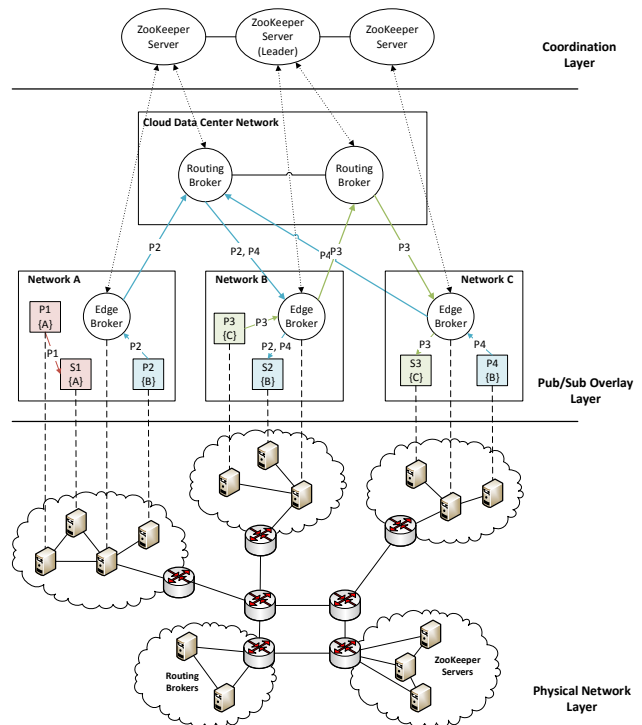 ZooKeeper
Server
ZooKeeper
Server
(Leader)
ZooKeeper
Server
Coordination
Layer
Cloud Data Center Network
Routing
Broker
Routing
Broker
P2
P2, P4
P4
P3
P3
Network A
Network B
Network C
P1
{A}
Edge
Broker
P1
S1
{A}
P2
P2
{B}
P3
{C}
P3
Edge
Broker
P2, P4
S2
{B}
Edge
Broker
P3
P4
S3
{C}
P4
{B}
Pub/Sub Overlay
Layer
Routing
Brokers
ZooKeeper
Servers
Physical Network
Layer